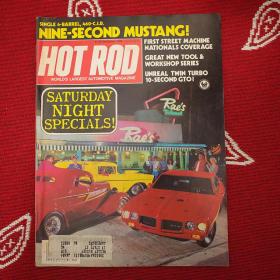 SINGLE 4-BARREL, 460-C.I.D.
NINE-SECOND MUSTANG!
HOT ROD
WORLD'S LARGEST AUTOMOTIVE MAGAZINE
FIRST STREET MACHINE
NATIONALS COVERAGE
GREAT NEW TOOL &
WORKSHOP SERIES
UNREAL TWIN TURBO
10-SECOND GTO!
SATURDAY
NIGHT
SPECIALS!
Rae's
Rae's